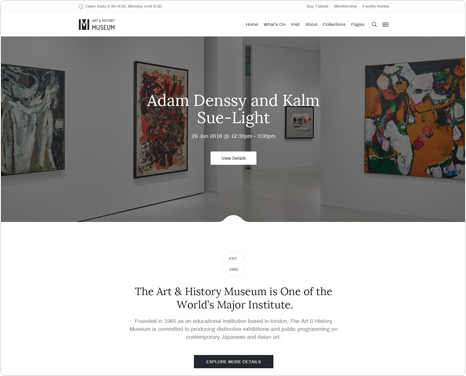 Open Daily 9:30–6:00, Monday Until 8:00
Buy Tickets Membership Facility Rental
ART & HISTORY
MUSEUM
Home What's On Visit About Collections Pages
Adam Denssy and Kalm
Sue-Light
29 Jun 2018 @ 12:30pm – 3:00pm
View Details
EST.
The Art & History Museum is One of the
World's Major Institute.
Founded in 1985 as an educational institution based in london, The Art & History
Museum is committed to producing distinctive exhibitions and public programming on
contemporary Japanese and Asian art.
EXPLORE MORE DETAILS